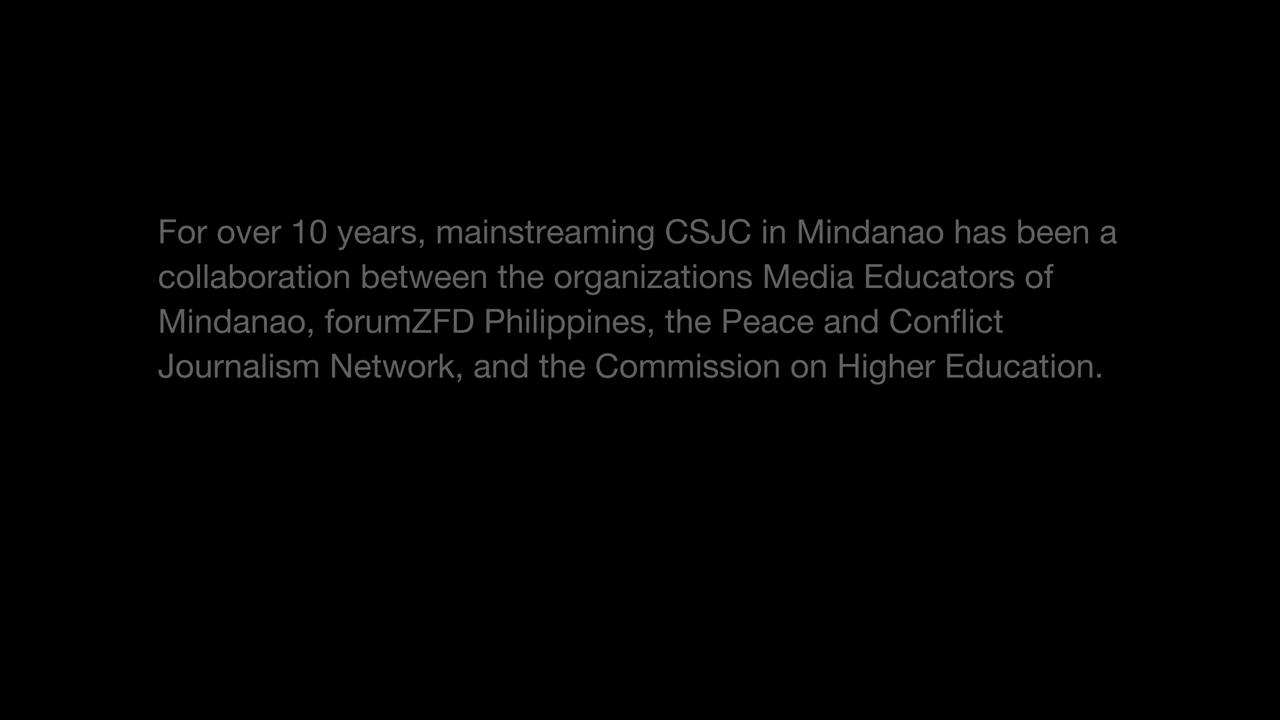 For over 10 years, mainstreaming CSJC in Mindanao has been a
collaboration between the organizations Media Educators of
Mindanao, forumZFD Philippines, the Peace and Conflict
Journalism Network, and the Commission on Higher Education.